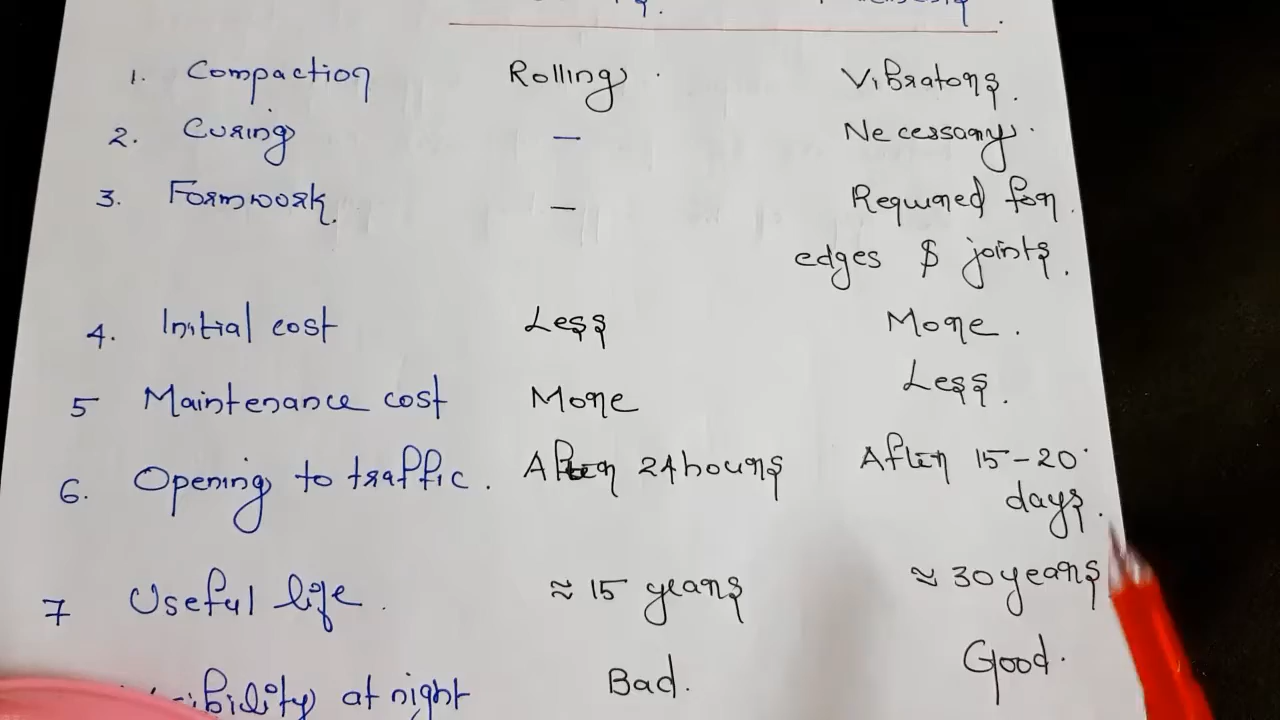 1. Compaction Rolling. Vibrators.
2. Curing — Necessary.
3. Formwork. — Required for
edges & joints.
4. Initial cost Less More.
5 Maintenance cost More Less.
6. Opening to traffic. After 24 hours After 15-20
days.
7 Useful life. ≈ 15 years ≈ 30 years
at night Bad. Good.